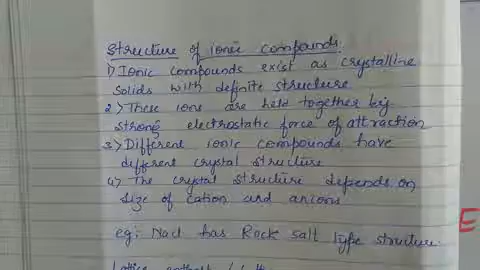 Structure of ionic compounds:
1) Ionic compounds exist as crystalline
solids with definite structure
2) These ions are held together by
strong electrostatic force of attraction
3) Different ionic compounds have
different crystal structure
4) The crystal structure depends on
size of cation and anions
eg: Nacl has Rock salt type structure
E
Lattice